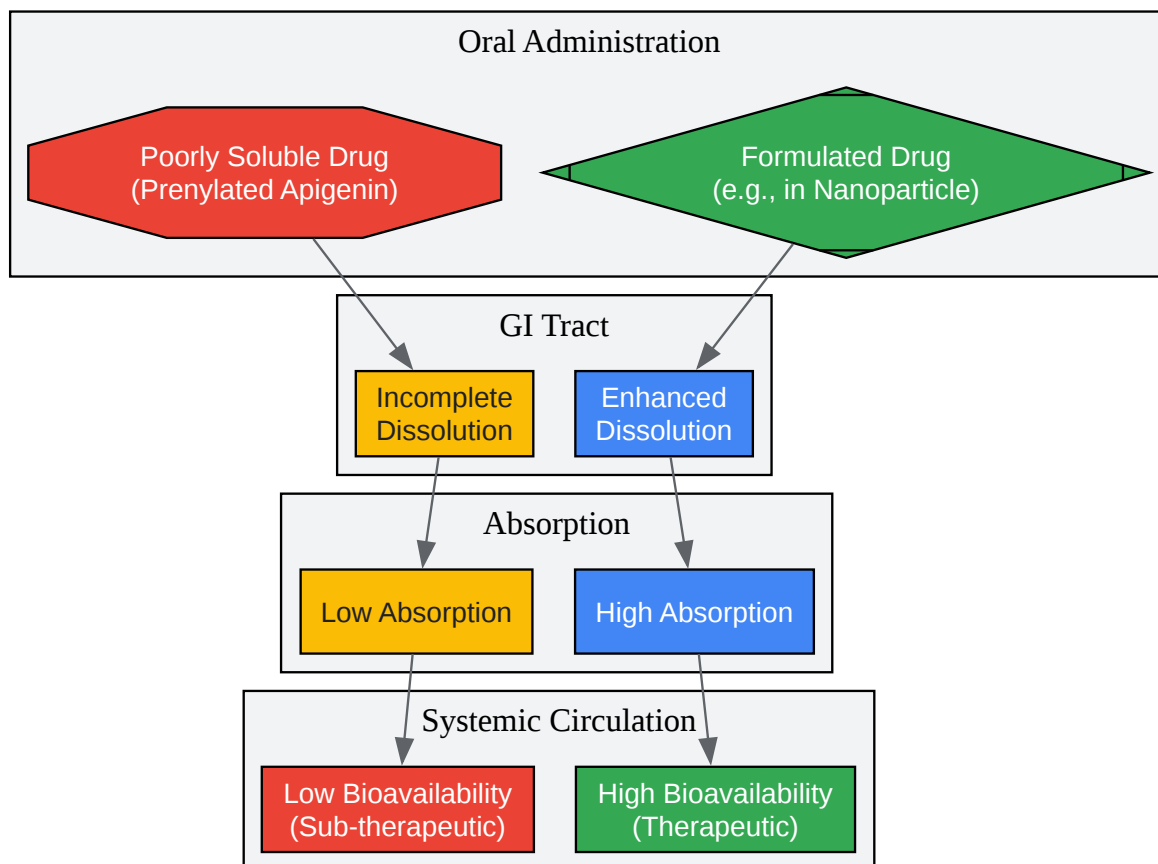 Oral Administration
Poorly Soluble Drug
(Prenylated Apigenin)
Formulated Drug
(e.g., in Nanoparticle)
GI Tract
Incomplete
Dissolution
Enhanced
Dissolution
Absorption
Low Absorption
High Absorption
Systemic Circulation
Low Bioavailability
(Sub-therapeutic)
High Bioavailability
(Therapeutic)